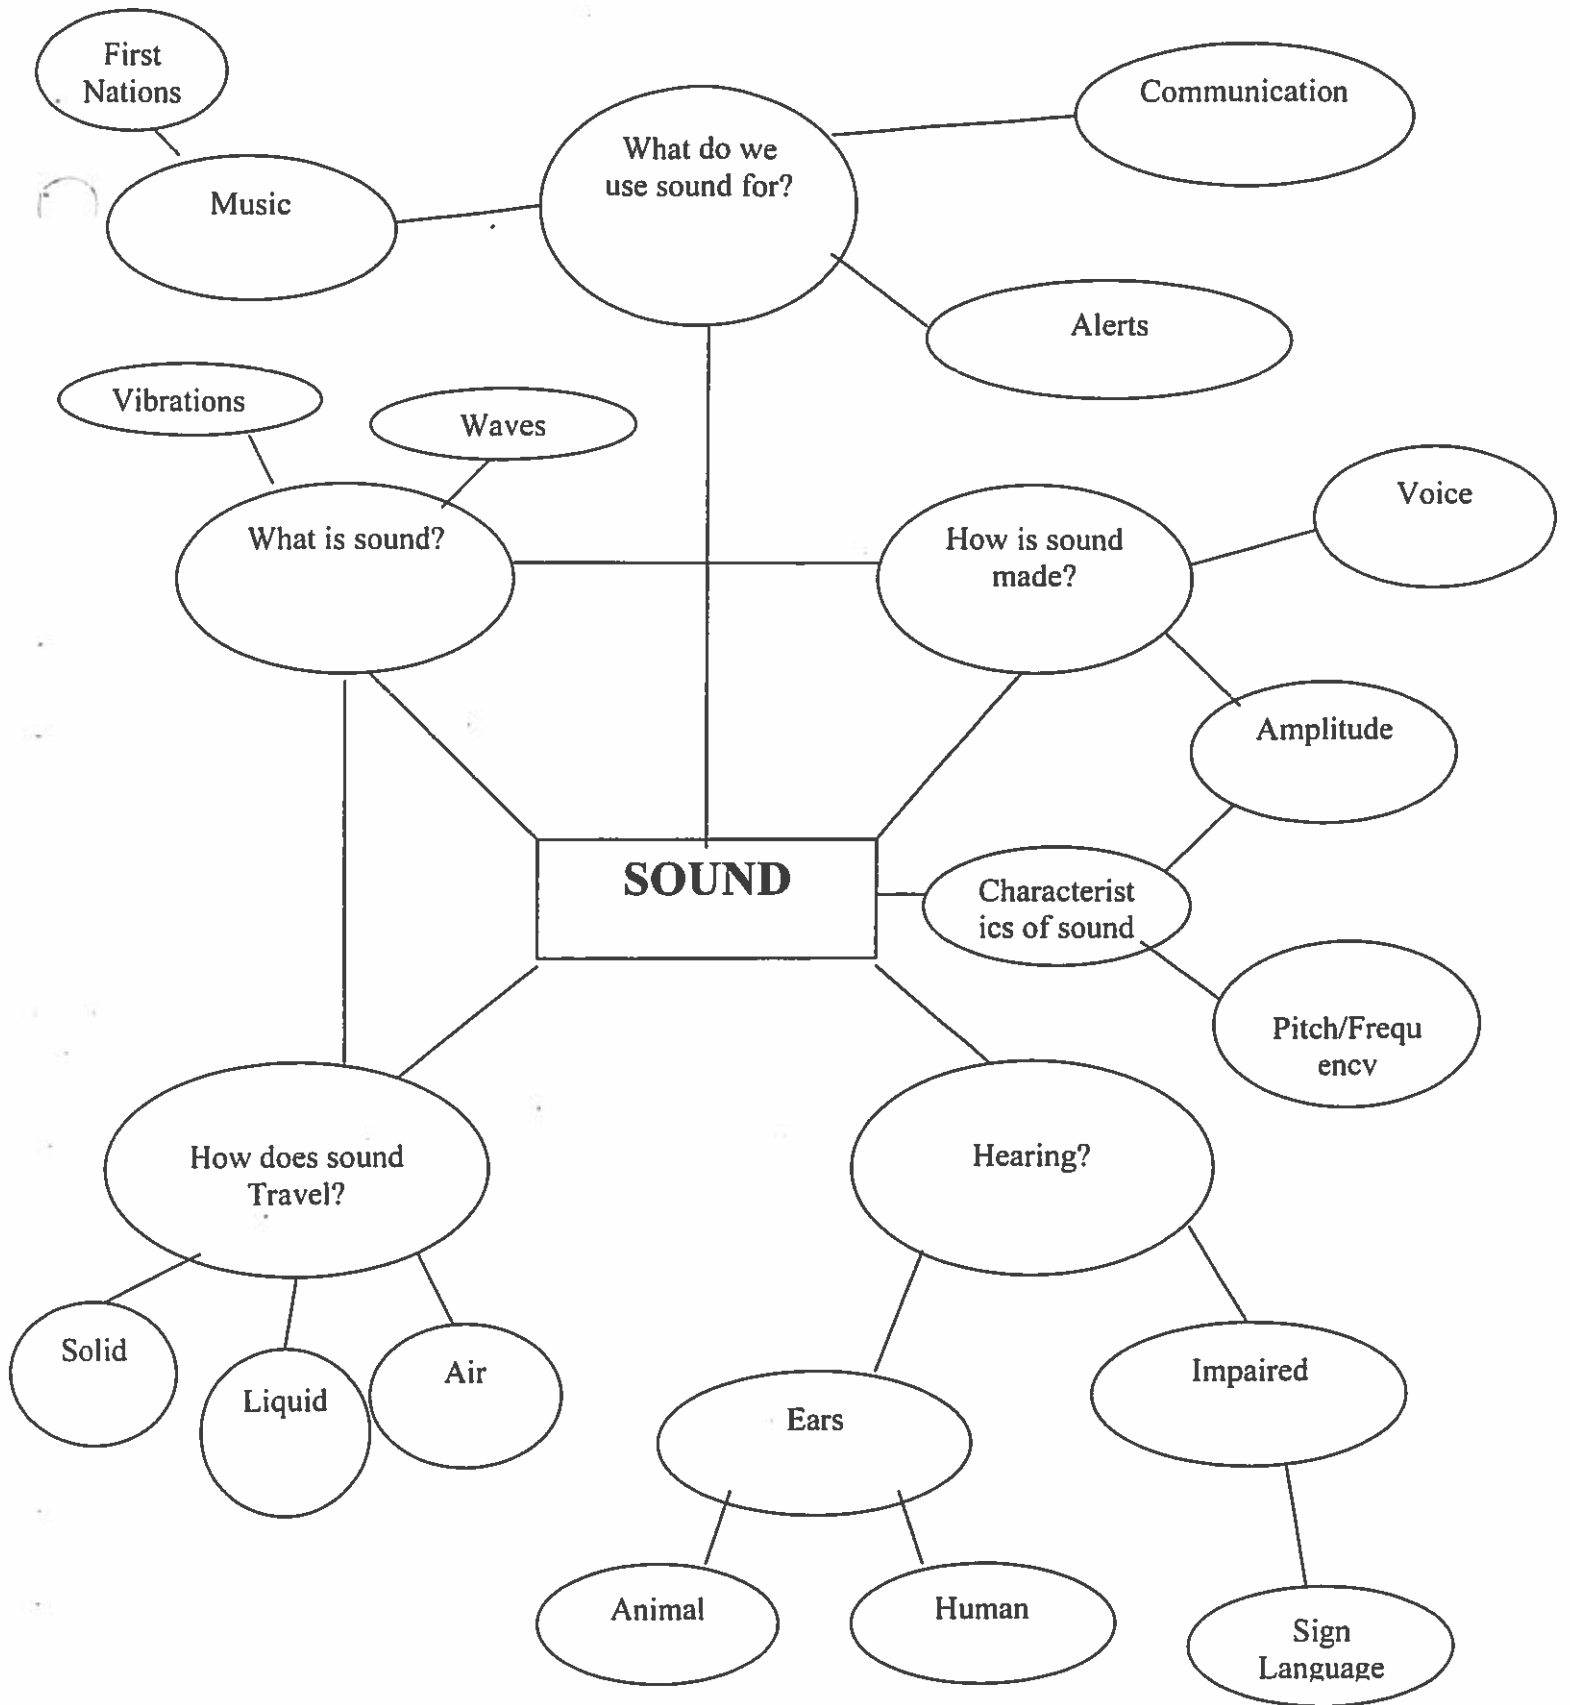 First
Nations
Communication
What do we
use sound for?
Music
Alerts
Vibrations
Waves
Voice
What is sound?
How is sound
made?
Amplitude
SOUND
Characterist
ics of sound
Pitch/Frequ
encv
How does sound
Travel?
Hearing?
Solid
Liquid
Air
Impaired
Ears
Animal
Human
Sign
Language